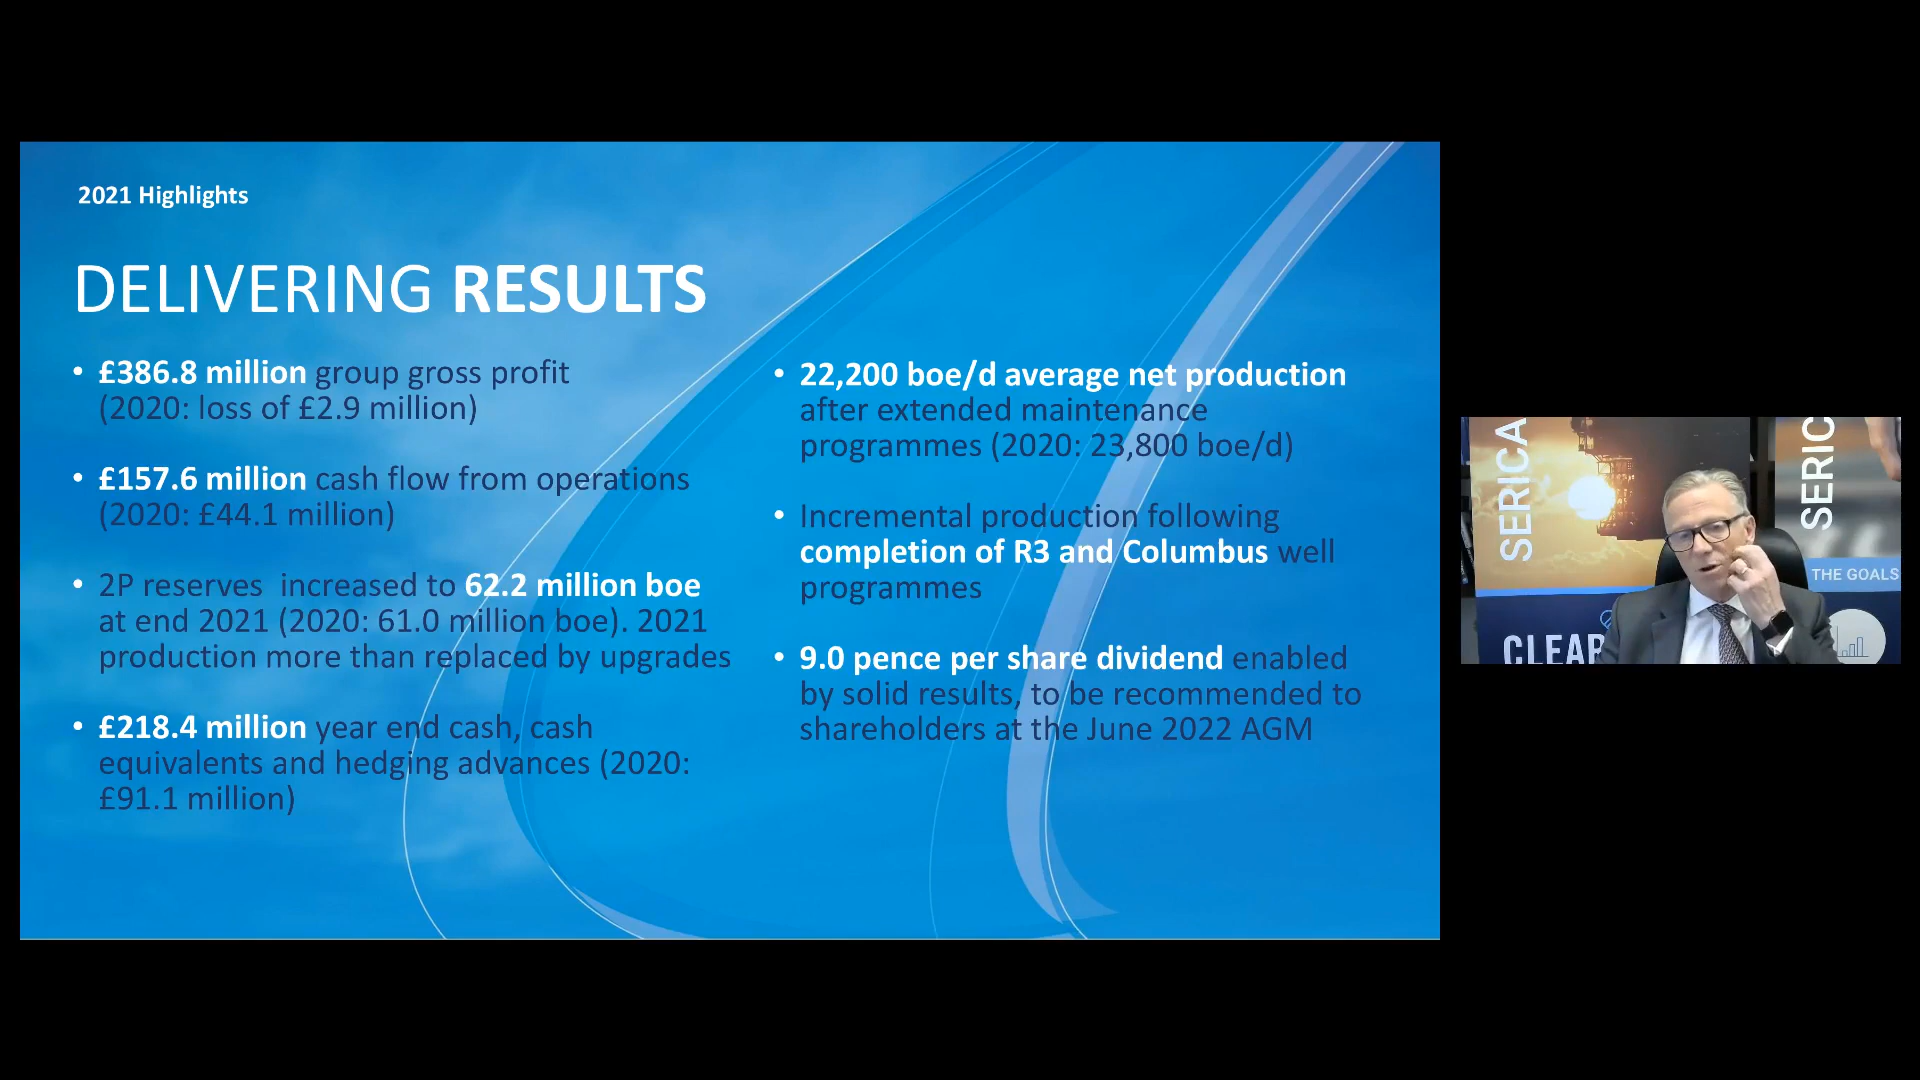 2021 Highlights
DELIVERING RESULTS
• £386.8 million group gross profit
(2020: loss of £2.9 million)
• £157.6 million cash flow from operations
(2020: £44.1 million)
• 2P reserves increased to 62.2 million boe
at end 2021 (2020: 61.0 million boe). 2021
production more than replaced by upgrades
• £218.4 million year end cash, cash
equivalents and hedging advances (2020:
£91.1 million)
• 22,200 boe/d average net production
after extended maintenance
programmes (2020: 23,800 boe/d)
• Incremental production following
completion of R3 and Columbus well
programmes
• 9.0 pence per share dividend enabled
by solid results, to be recommended to
shareholders at the June 2022 AGM
SERICA
SERIC
THE GOALS
CLEAR